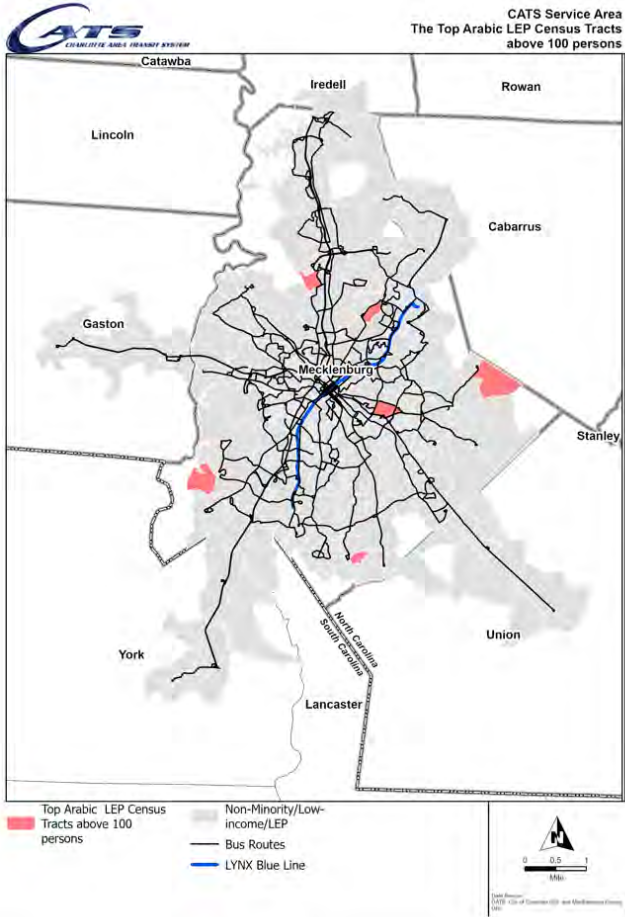 CATS
CHARLOTTE AREA TRANSIT SYSTEM
CATS Service Area
The Top Arabic LEP Census Tracts
above 100 persons
Catawba
Iredell
Rowan
Lincoln
Cabarrus
Gaston
Mecklenburg
Stanley
North Carolina
South Carolina
Union
York
Lancaster
Top Arabic LEP Census
Tracts above 100
persons
Non-Minority/Low-
income/LEP
Bus Routes
LYNX Blue Line
N
0 0.5 1